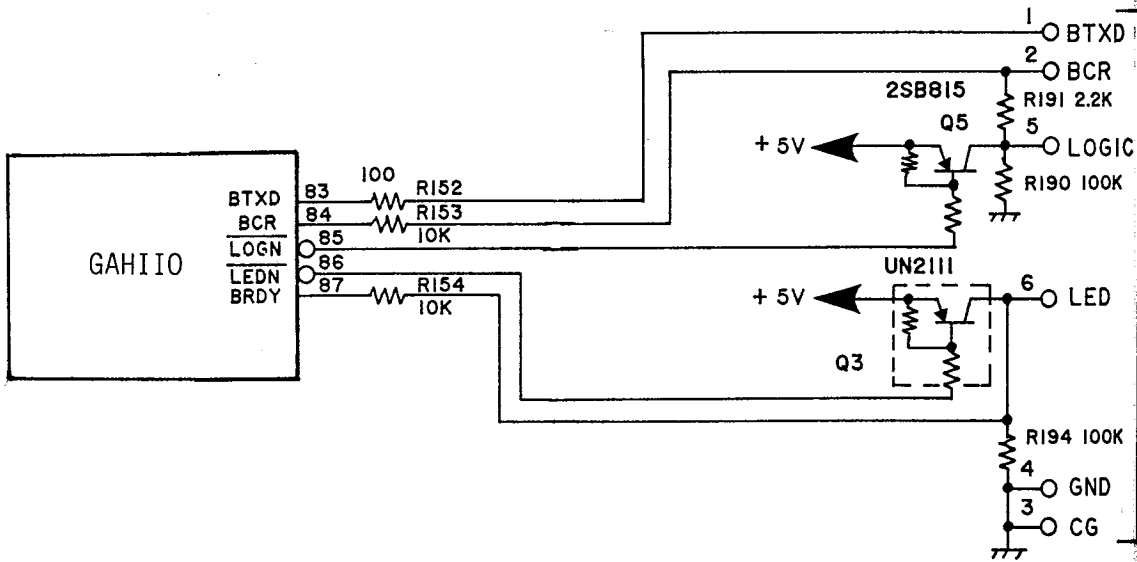 1
BTXD
2
BCR
2SB815
R191 2.2K
Q5
5
+5V
LOGIC
R190 100K
100
BTXD
83
R152
BCR
84
R153
10K
LOGN
85
GAH110
LEDN
86
BRDY
87
R154
10K
UN2111
+5V
6
LED
Q3
R194 100K
4
GND
3
CG